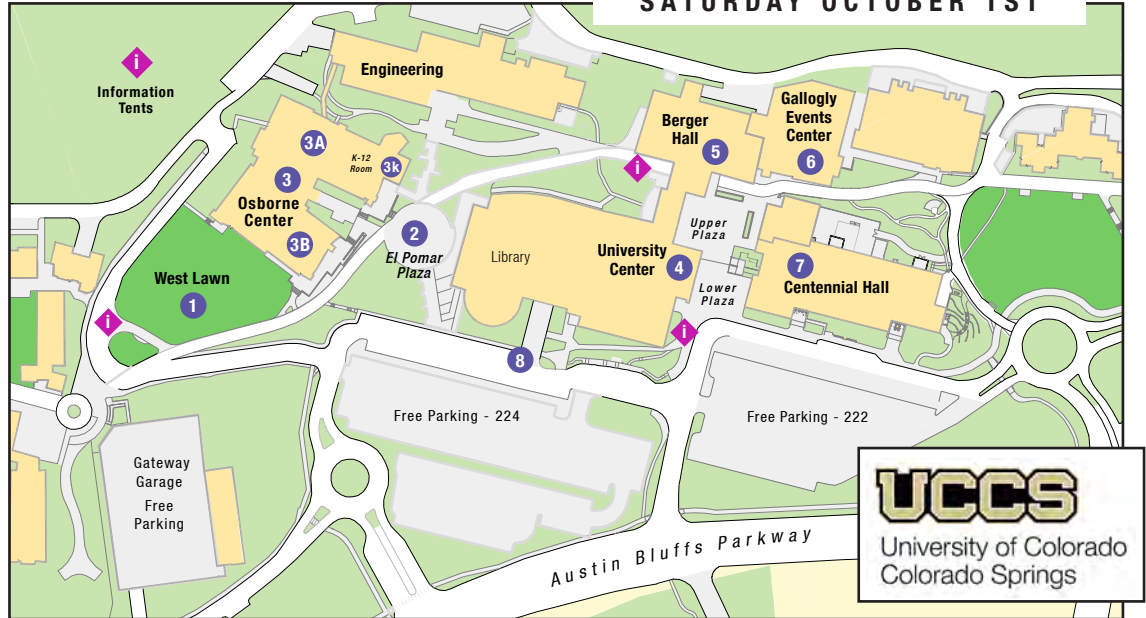 SATURDAY OCTOBER 1ST
i
Information
Tents
Engineering
Berger
Hall
5
Gallogly
Events
Center
6
3A
K-12
Room
3k
3
Osborne
Center
3B
i
2
El Pomar
Plaza
Library
University
Center
4
Upper
Plaza
Lower
Plaza
7
Centennial Hall
West Lawn
1
i
i
8
Free Parking - 224
Free Parking - 222
Gateway
Garage
Free
Parking
Austin Bluffs Parkway
UCCS
University of Colorado
Colorado Springs